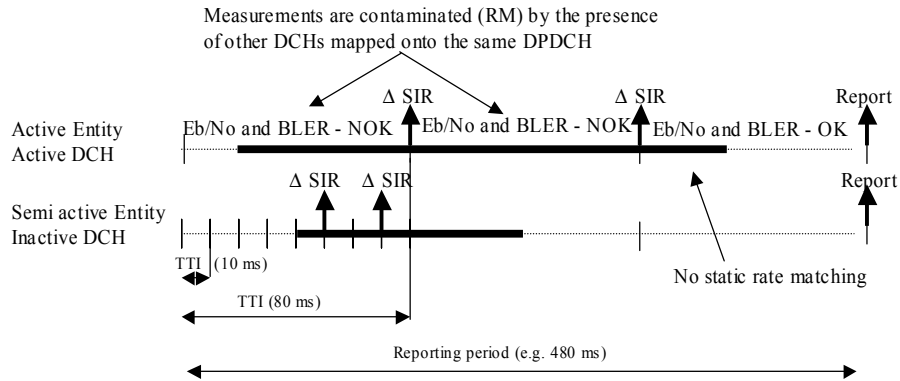 Measurements are contaminated (RM) by the presence
of other DCHs mapped onto the same DPDCH
Δ SIR
Δ SIR
Report
Active Entity
Active DCH
Eb/No and BLER - NOK
Eb/No and BLER - NOK
Eb/No and BLER - OK
Δ SIR
Δ SIR
Report
Semi active Entity
Inactive DCH
TTI (10 ms)
No static rate matching
TTI (80 ms)
Reporting period (e.g. 480 ms)